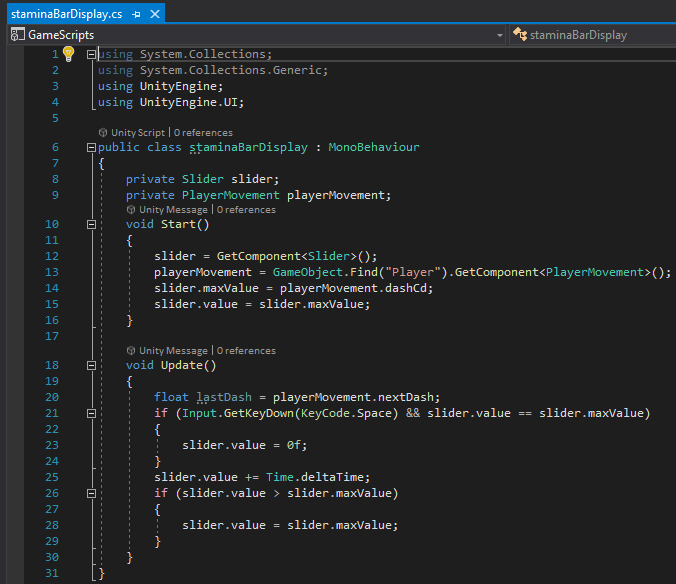 staminaBarDisplay.cs
GameScripts staminaBarDisplay
1 using System.Collections;
2 using System.Collections.Generic;
3 using UnityEngine;
4 using UnityEngine.UI;
5
Unity Script | 0 references
6 public class staminaBarDisplay : MonoBehaviour
7 {
8 private Slider slider;
9 private PlayerMovement playerMovement;
Unity Message | 0 references
10 void Start()
11 {
12 slider = GetComponent<Slider>();
13 playerMovement = GameObject.Find("Player").GetComponent<PlayerMovement>();
14 slider.maxValue = playerMovement.dashCd;
15 slider.value = slider.maxValue;
16 }
17
Unity Message | 0 references
18 void Update()
19 {
20 float lastDash = playerMovement.nextDash;
21 if (Input.GetKeyDown(KeyCode.Space) && slider.value == slider.maxValue)
22 {
23 slider.value = 0f;
24 }
25 slider.value += Time.deltaTime;
26 if (slider.value > slider.maxValue)
27 {
28 slider.value = slider.maxValue;
29 }
30 }
31 }